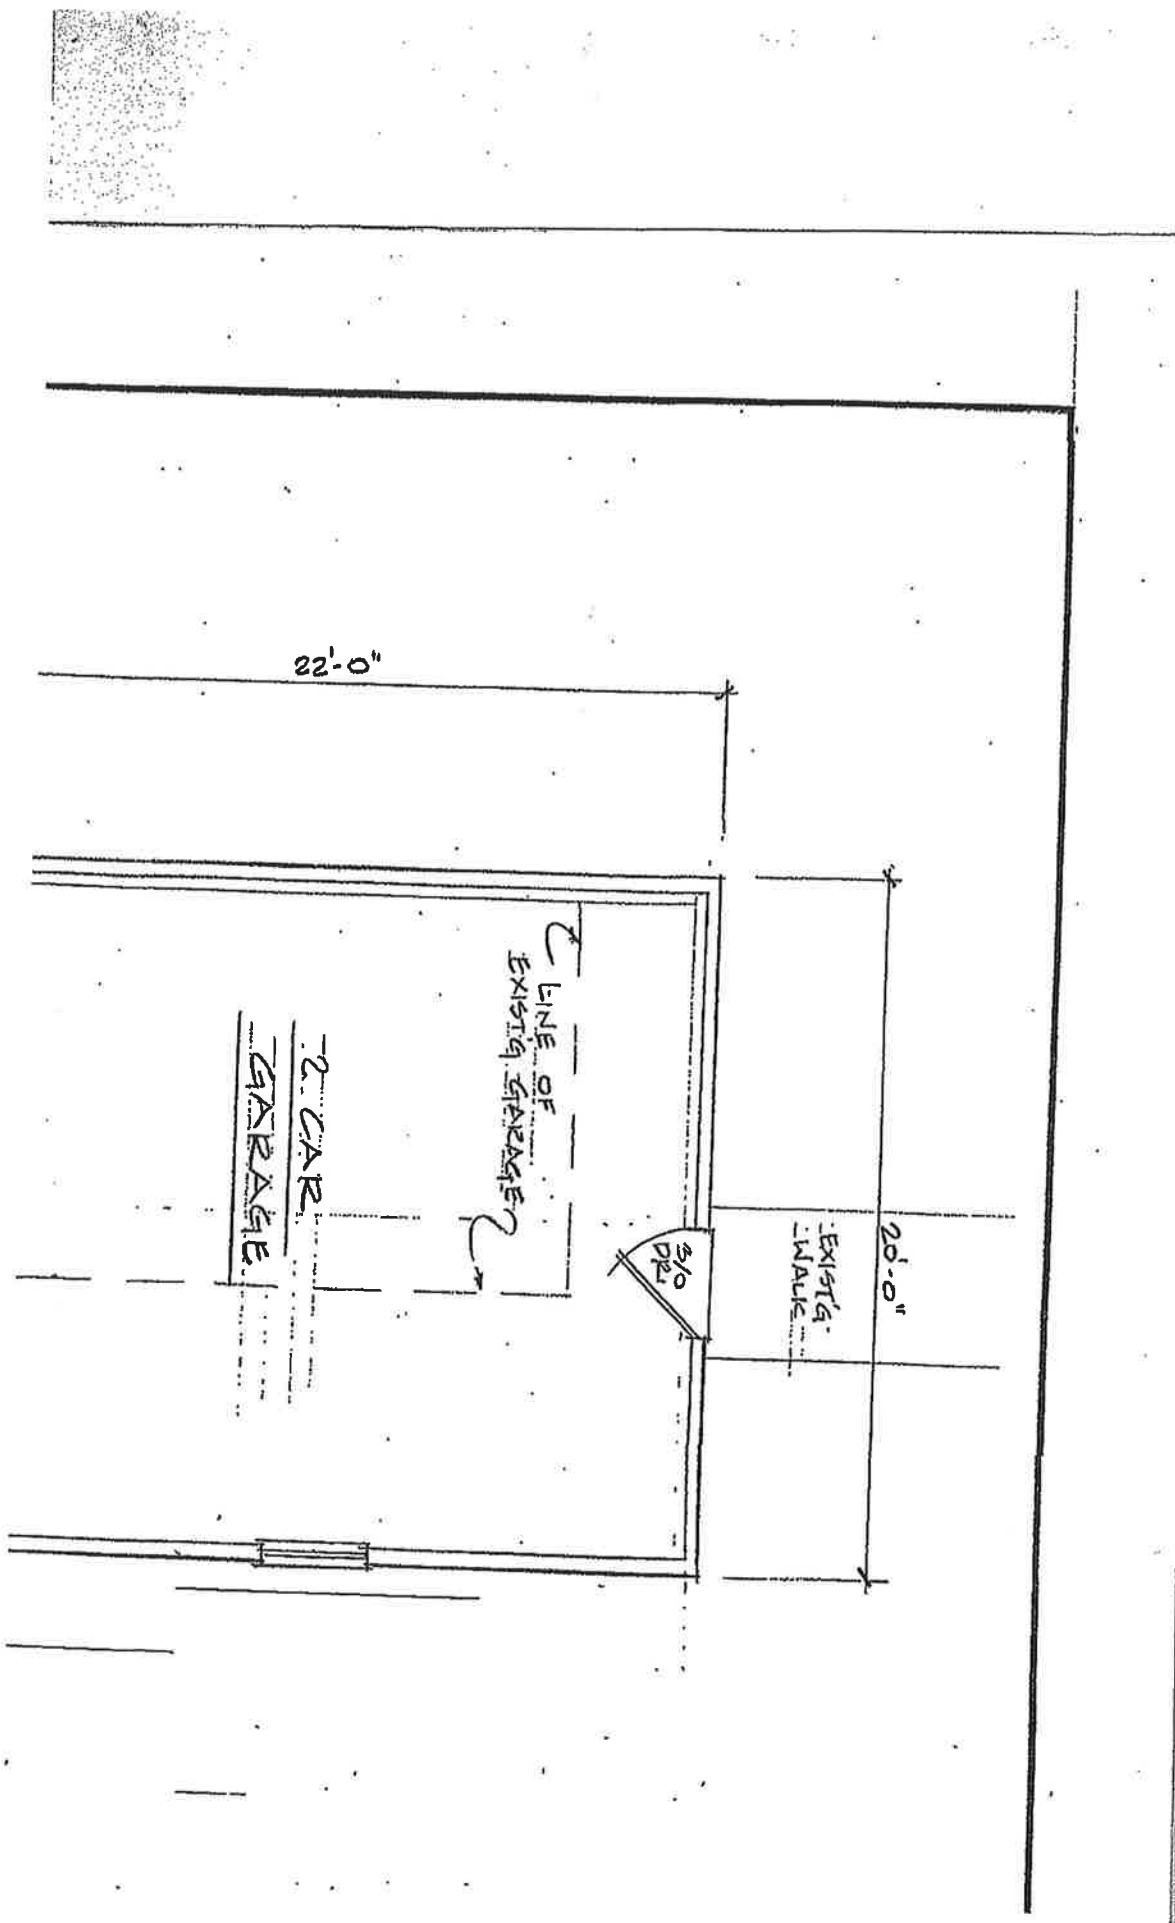 22'-0"
20'-0"
EXIST'G
WALK
3/0
DR.
LINE OF
EXIST'G GARAGE
2 CAR
GARAGE